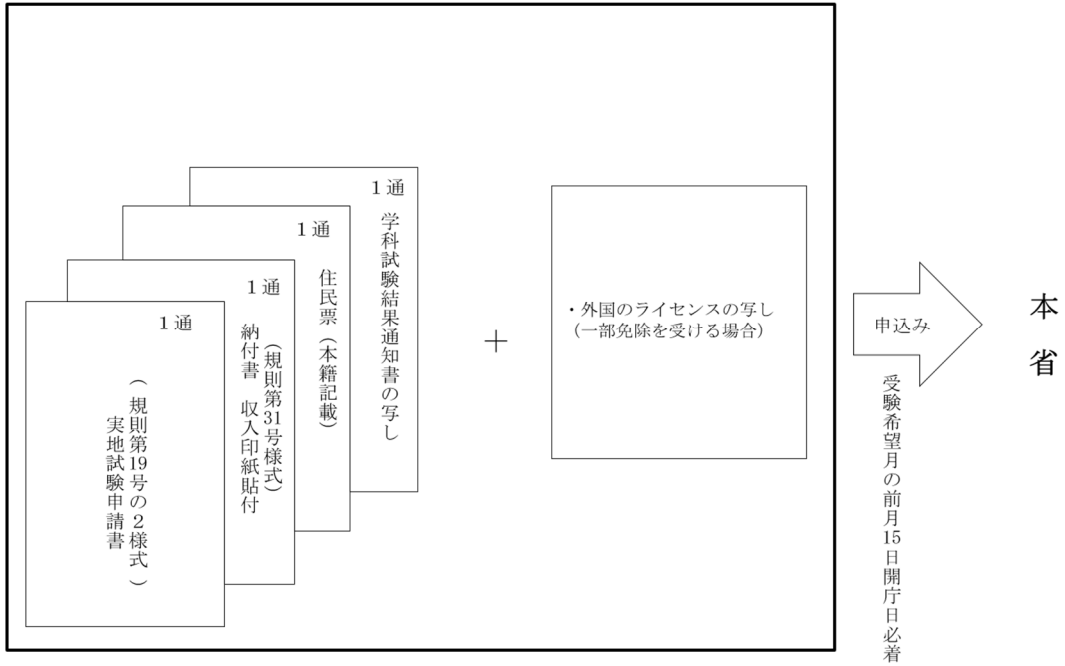 1通
実地試験申請書
（規則第19号の2様式）
1通
納付書　収入印紙貼付
（規則第31号様式）
1通
住民票（本籍記載）
1通
学科試験結果通知書の写し
＋
・外国のライセンスの写し
（一部免除を受ける場合）
申込み
受験希望月の前月15日開庁日必着
本省